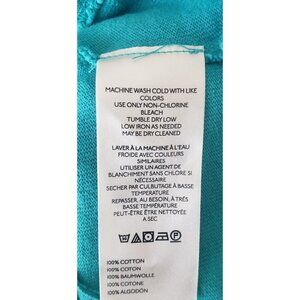 MACHINE WASH COLD WITH LIKE
COLORS
USE ONLY NON-CHLORINE
BLEACH
TUMBLE DRY LOW
LOW IRON AS NEEDED
MAY BE DRY CLEANED
LAVER À LA MACHINE À L'EAU
FROIDE AVEC COULEURS
SIMILAIRES
UTILISER UN AGENT DE
BLANCHIMENT SANS CHLORE SI
NÉCESSAIRE
SECHER PAR CULBUTAGE À BASSE
TEMPERATURE
REPASSER, AU BESOIN, À TRÈS
BASSE TEMPÉRATURE
PEUT-ÊTRE ÊTRE NETTOYÉE
A SEC
100% COTTON
100% COTON
100% BAUMWOLLE
100% COTONE
100% ALGODÓN